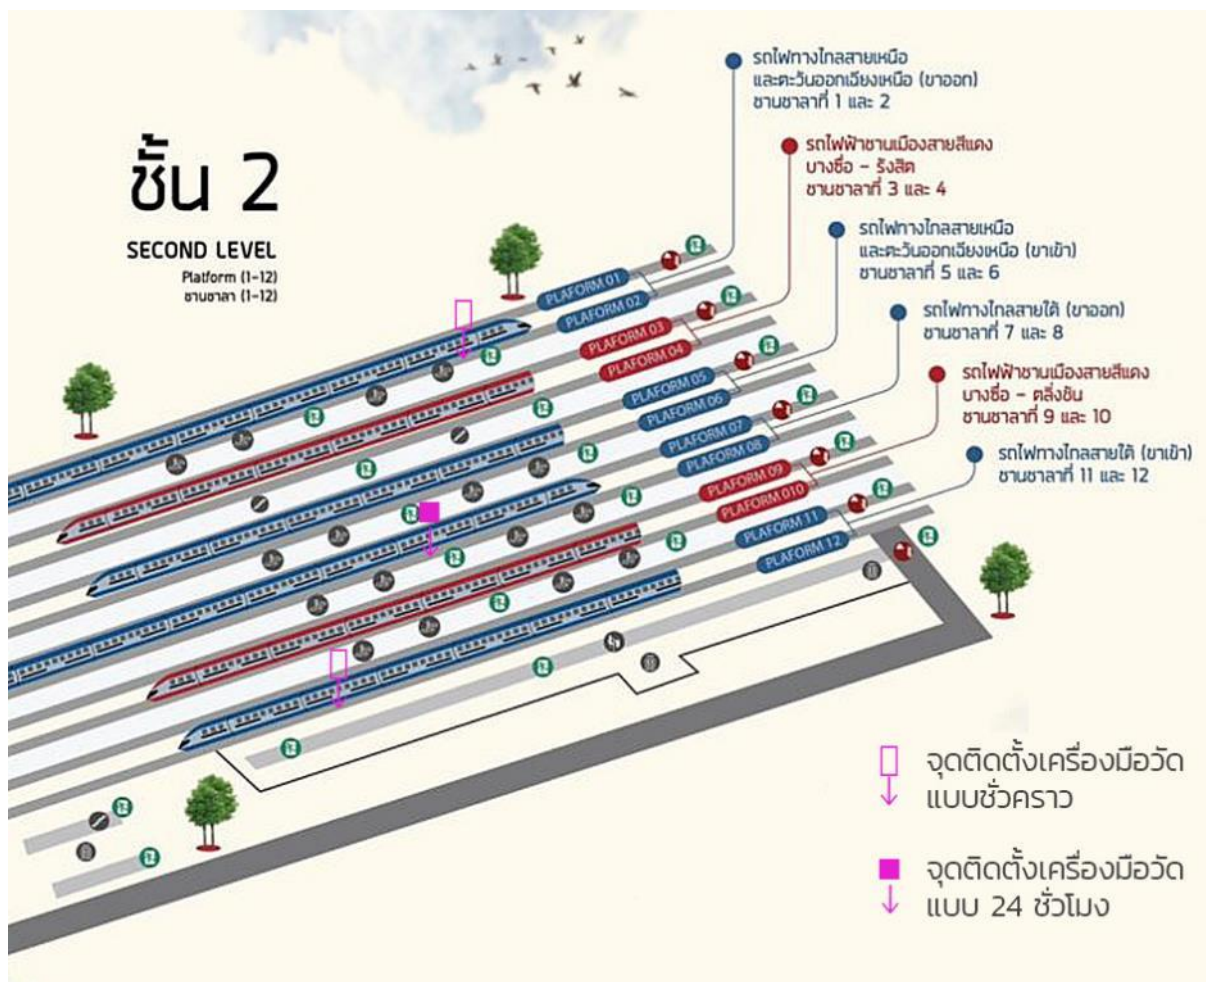 รถไฟทางไกลสายเหนือ
และตะวันออกเฉียงเหนือ (ขาออก)
ชานชาลาที่ 1 และ 2
ชั้น 2
SECOND LEVEL
Platform (1-12)
ชานชาลา (1-12)
รถไฟฟ้าชานเมืองสายสีแดง
บางซื่อ - รังสิต
ชานชาลาที่ 3 และ 4
รถไฟทางไกลสายเหนือ
และตะวันออกเฉียงเหนือ (ขาเข้า)
ชานชาลาที่ 5 และ 6
รถไฟทางไกลสายใต้ (ขาออก)
ชานชาลาที่ 7 และ 8
รถไฟฟ้าชานเมืองสายสีแดง
บางซื่อ - ตลิ่งชัน
ชานชาลาที่ 9 และ 10
รถไฟทางไกลสายใต้ (ขาเข้า)
ชานชาลาที่ 11 และ 12
PLAFORM 01
PLAFORM 02
PLAFORM 03
PLAFORM 04
PLAFORM 05
PLAFORM 06
PLAFORM 07
PLAFORM 08
PLAFORM 09
PLAFORM 010
PLAFORM 11
PLAFORM 12
จุดติดตั้งเครื่องมือวัด
แบบชั่วคราว
จุดติดตั้งเครื่องมือวัด
แบบ 24 ชั่วโมง